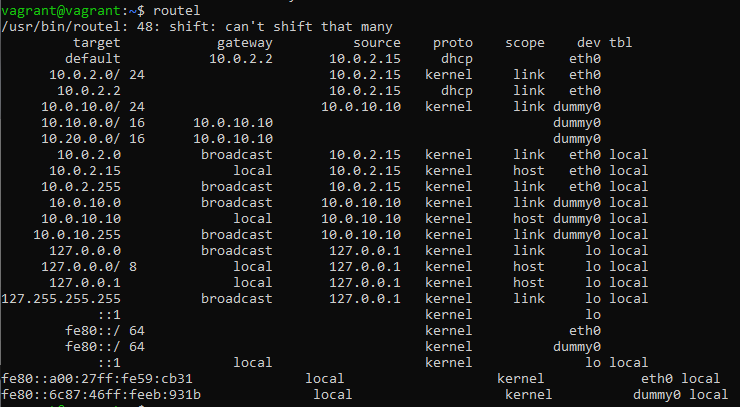 vagrant@vagrant:~$ routel
/usr/bin/routel: 48: shift: can't shift that many
target gateway source proto scope dev tbl
default 10.0.2.2 10.0.2.15 dhcp eth0
10.0.2.0/ 24 10.0.2.15 kernel link eth0
10.0.2.2 10.0.2.15 dhcp link eth0
10.0.10.0/ 24 10.0.10.10 kernel link dummy0
10.10.0.0/ 16 10.0.10.10 dummy0
10.20.0.0/ 16 10.0.10.10 dummy0
10.0.2.0 broadcast 10.0.2.15 kernel link eth0 local
10.0.2.15 local 10.0.2.15 kernel host eth0 local
10.0.2.255 broadcast 10.0.2.15 kernel link eth0 local
10.0.10.0 broadcast 10.0.10.10 kernel link dummy0 local
10.0.10.10 local 10.0.10.10 kernel host dummy0 local
10.0.10.255 broadcast 10.0.10.10 kernel link dummy0 local
127.0.0.0 broadcast 127.0.0.1 kernel link lo local
127.0.0.0/ 8 local 127.0.0.1 kernel host lo local
127.0.0.1 local 127.0.0.1 kernel host lo local
127.255.255.255 broadcast 127.0.0.1 kernel link lo local
::1 kernel lo
fe80::/ 64 kernel eth0
fe80::/ 64 kernel dummy0
::1 local kernel lo local
fe80::a00:27ff:fe59:cb31 local kernel eth0 local
fe80::6c87:46ff:feeb:931b local kernel dummy0 local